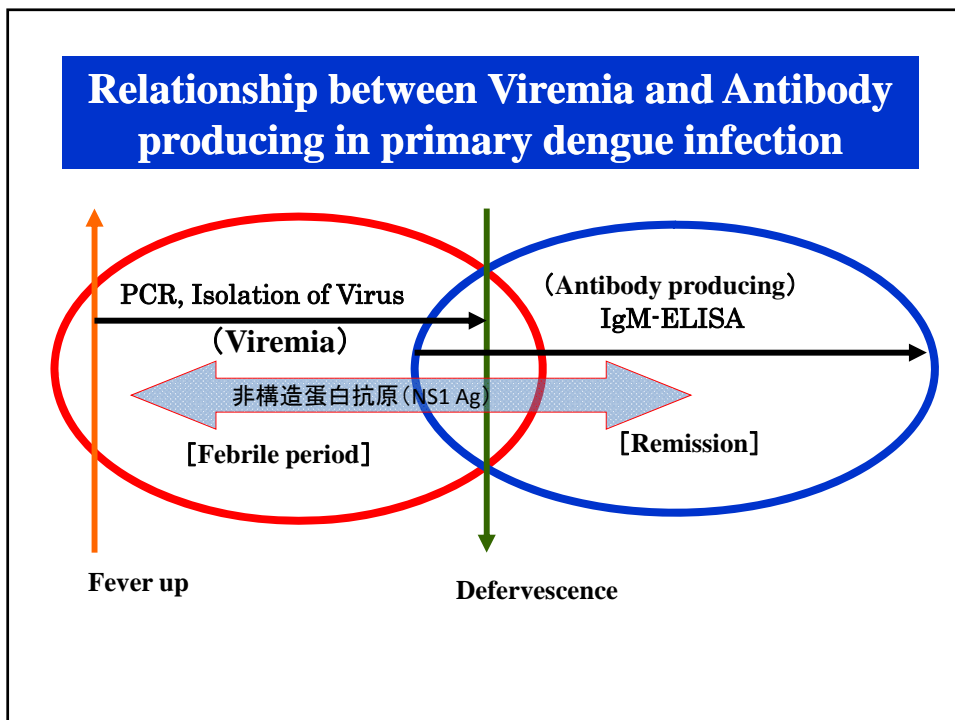 Relationship between Viremia and Antibody
producing in primary dengue infection
PCR, Isolation of Virus
（Viremia）
（Antibody producing）
IgM-ELISA
非構造蛋白抗原（NS1 Ag）
［Febrile period］
［Remission］
Fever up
Defervescence